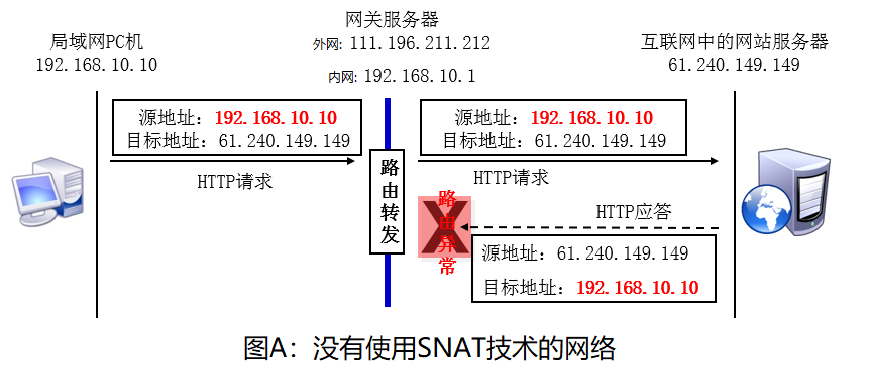 网关服务器
外网: 111.196.211.212
内网: 192.168.10.1
局域网PC机
192.168.10.10
互联网中的网站服务器
61.240.149.149
源地址：192.168.10.10
目标地址：61.240.149.149
HTTP请求
源地址：192.168.10.10
目标地址：61.240.149.149
HTTP请求
路由转发
路由异常
X
HTTP应答
源地址：61.240.149.149
目标地址：192.168.10.10
图A：没有使用SNAT技术的网络